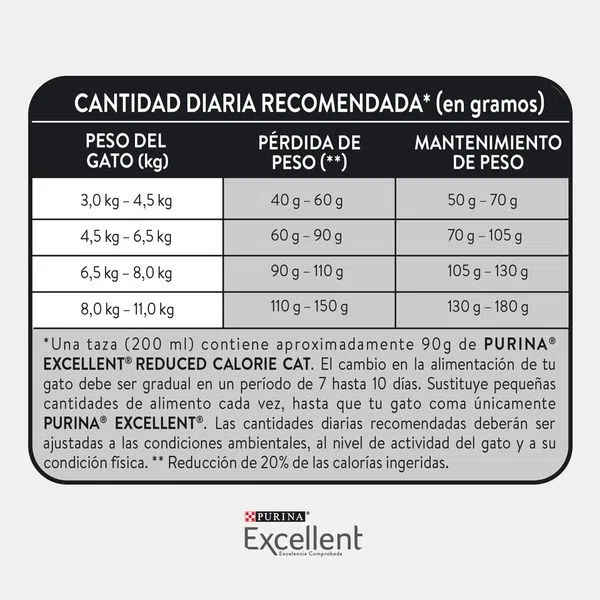 CANTIDAD DIARIA RECOMENDADA* (en gramos)
PESO DEL GATO (kg) PÉRDIDA DE PESO (**) MANTENIMIENTO DE PESO
3,0 kg – 4,5 kg 40 g – 60 g 50 g – 70 g
4,5 kg – 6,5 kg 60 g – 90 g 70 g – 105 g
6,5 kg – 8,0 kg 90 g – 110 g 105 g – 130 g
8,0 kg – 11,0 kg 110 g – 150 g 130 g – 180 g
*Una taza (200 ml) contiene aproximadamente 90g de PURINA®
EXCELLENT® REDUCED CALORIE CAT. El cambio en la alimentación de tu
gato debe ser gradual en un período de 7 hasta 10 días. Sustituye pequeñas
cantidades de alimento cada vez, hasta que tu gato coma únicamente
PURINA® EXCELLENT®. Las cantidades diarias recomendadas deberán ser
ajustadas a las condiciones ambientales, al nivel de actividad del gato y a su
condición física. ** Reducción de 20% de las calorías ingeridas.
PURINA®
Excellent
Excelencia Comprobada